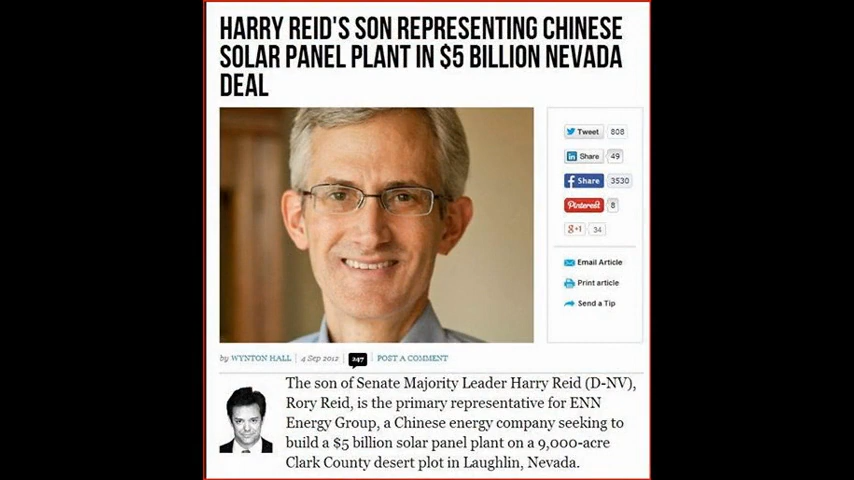 HARRY REID'S SON REPRESENTING CHINESE
SOLAR PANEL PLANT IN $5 BILLION NEVADA
DEAL
Tweet 808
in Share 49
f Share 3530
Pinterest 8
g+1 34
Email Article
Print article
Send a Tip
by WYNTON HALL | 4 Sep 2012 | 247 | POST A COMMENT
The son of Senate Majority Leader Harry Reid (D-NV),
Rory Reid, is the primary representative for ENN
Energy Group, a Chinese energy company seeking to
build a $5 billion solar panel plant on a 9,000-acre
Clark County desert plot in Laughlin, Nevada.